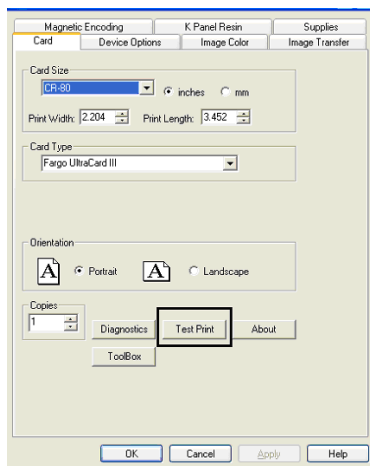 Magnetic Encoding K Panel Resin Supplies
Card Device Options Image Color Image Transfer
Card Size
CR-80 inches mm
Print Width: 2.204 Print Length: 3.452
Card Type
Fargo UltraCard III
Orientation
A Portrait A Landscape
Copies
1 Diagnostics Test Print About
ToolBox
OK Cancel Apply Help